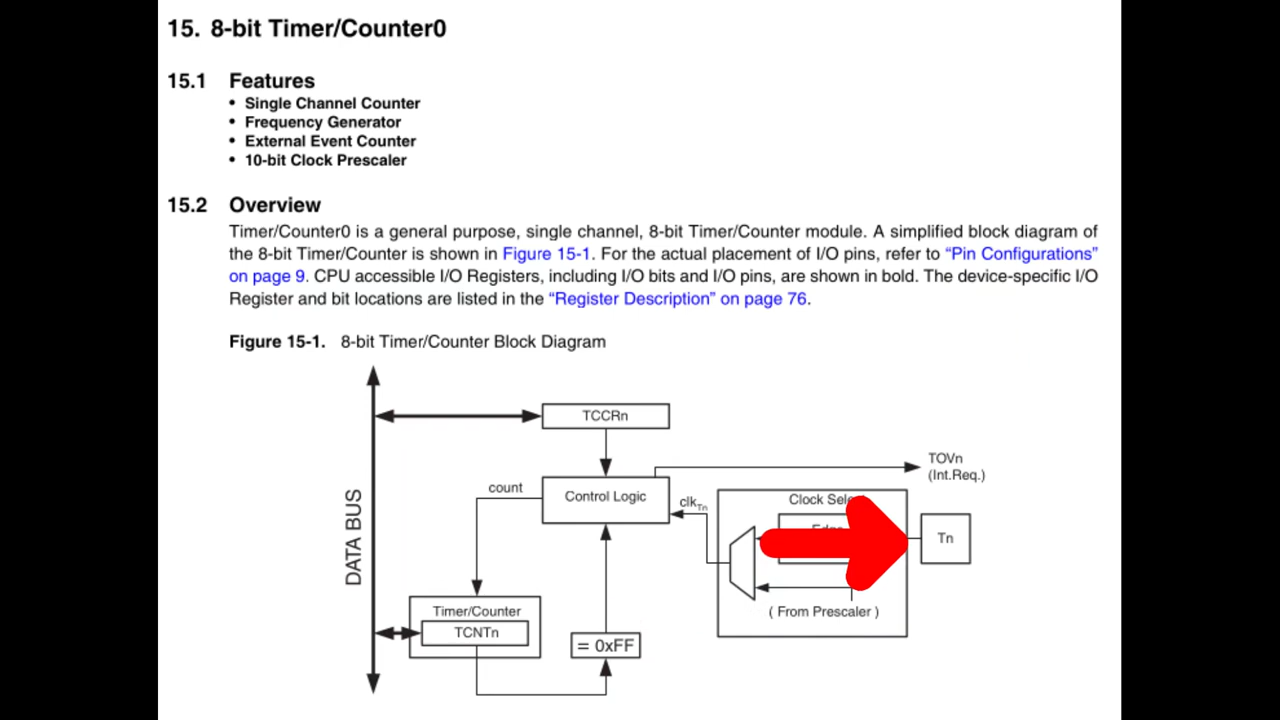 15. 8-bit Timer/Counter0
15.1 Features
• Single Channel Counter
• Frequency Generator
• External Event Counter
• 10-bit Clock Prescaler
15.2 Overview
Timer/Counter0 is a general purpose, single channel, 8-bit Timer/Counter module. A simplified block diagram of
the 8-bit Timer/Counter is shown in Figure 15-1. For the actual placement of I/O pins, refer to “Pin Configurations”
on page 9. CPU accessible I/O Registers, including I/O bits and I/O pins, are shown in bold. The device-specific I/O
Register and bit locations are listed in the “Register Description” on page 76.
Figure 15-1. 8-bit Timer/Counter Block Diagram
TCCRn
TOVn
(Int.Req.)
count
Control Logic
clkTn
Clock
Tn
DATA BUS
Timer/Counter
TCNTn
= 0xFF
( From Prescaler )